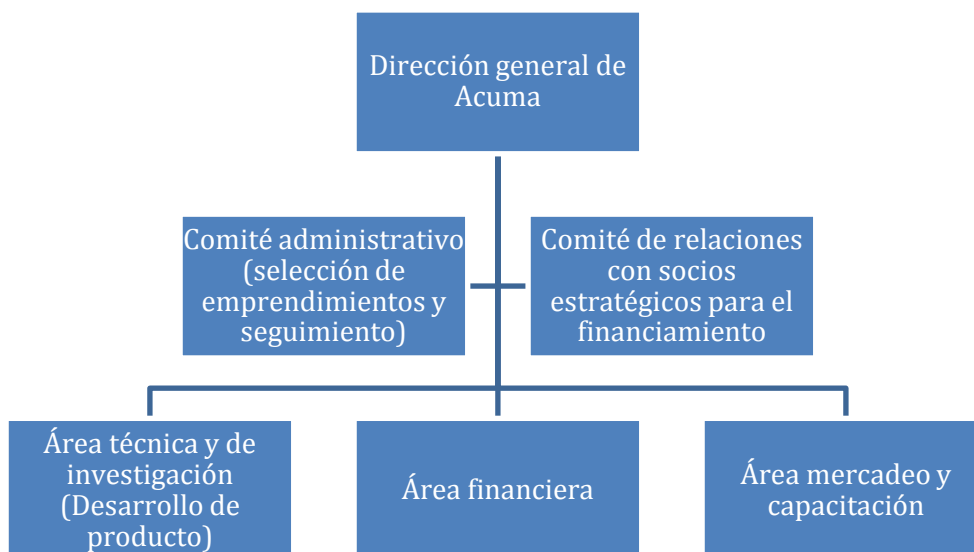 Dirección general de
Acuma
Comité administrativo
(selección de
emprendimientos y
seguimiento)
Comité de relaciones
con socios
estratégicos para el
financiamiento
Área técnica y de
investigación
(Desarrollo de
producto)
Área financiera
Área mercadeo y
capacitación